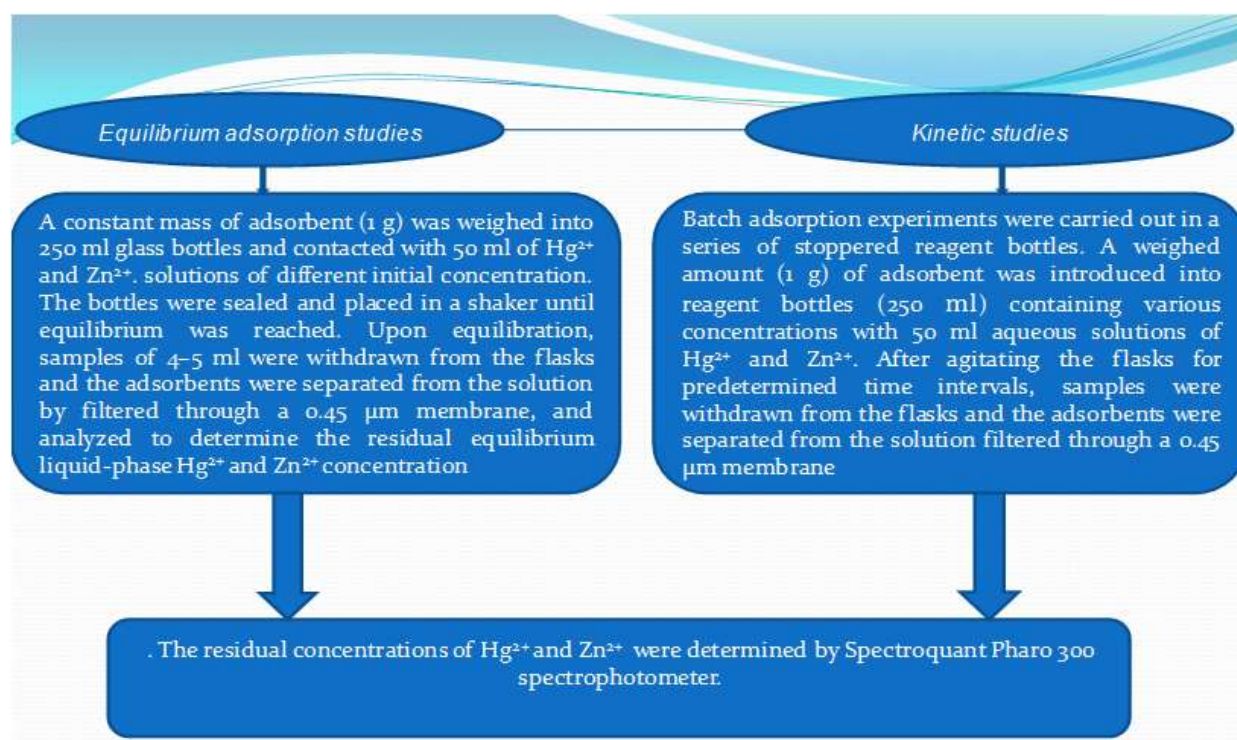 Equilibrium adsorption studies
Kinetic studies
A constant mass of adsorbent (1 g) was weighed into
250 ml glass bottles and contacted with 50 ml of Hg²⁺
and Zn²⁺. solutions of different initial concentration.
The bottles were sealed and placed in a shaker until
equilibrium was reached. Upon equilibration,
samples of 4–5 ml were withdrawn from the flasks
and the adsorbents were separated from the solution
by filtered through a 0.45 µm membrane, and
analyzed to determine the residual equilibrium
liquid-phase Hg²⁺ and Zn²⁺ concentration
Batch adsorption experiments were carried out in a
series of stoppered reagent bottles. A weighed
amount (1 g) of adsorbent was introduced into
reagent bottles (250 ml) containing various
concentrations with 50 ml aqueous solutions of
Hg²⁺ and Zn²⁺. After agitating the flasks for
predetermined time intervals, samples were
withdrawn from the flasks and the adsorbents were
separated from the solution filtered through a 0.45
µm membrane
. The residual concentrations of Hg²⁺ and Zn²⁺ were determined by Spectroquant Pharo 300
spectrophotometer.